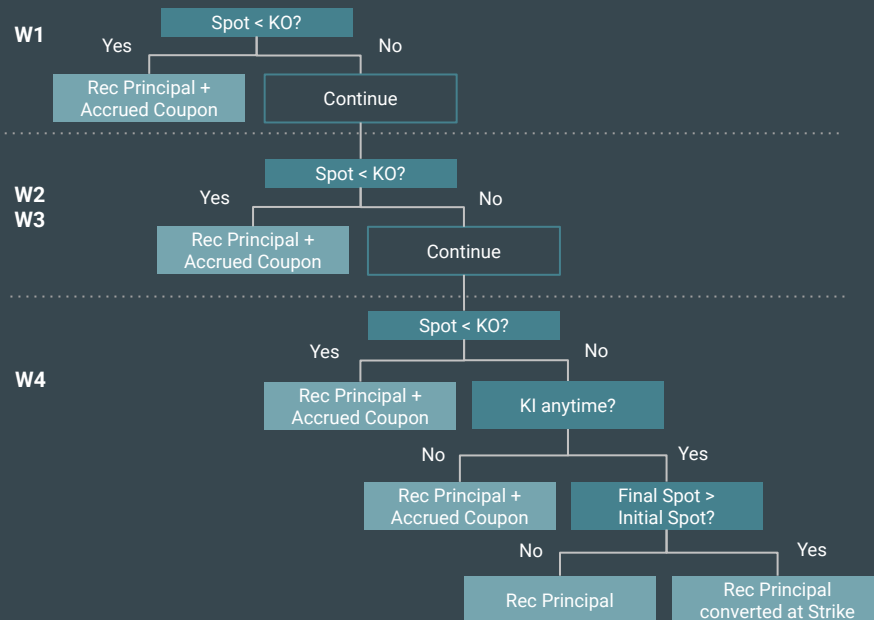 W1
Spot < KO?
Yes
No
Rec Principal +
Accrued Coupon
Continue
W2
W3
Spot < KO?
Yes
No
Rec Principal +
Accrued Coupon
Continue
W4
Spot < KO?
Yes
No
Rec Principal +
Accrued Coupon
KI anytime?
No
Yes
Rec Principal +
Accrued Coupon
Final Spot >
Initial Spot?
No
Yes
Rec Principal
Rec Principal
converted at Strike